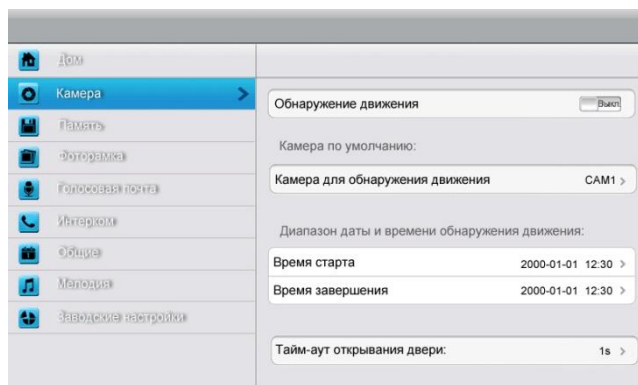 Дом
Камера
Память
Фоторамка
Голосовая почта
Интерком
Общие
Мелодия
Заводские настройки
Обнаружение движения Выкл
Камера по умолчанию:
Камера для обнаружения движения CAM1 >
Диапазон даты и времени обнаружения движения:
Время старта 2000-01-01 12:30 >
Время завершения 2000-01-01 12:30 >
Тайм-аут открывания двери: 1s >